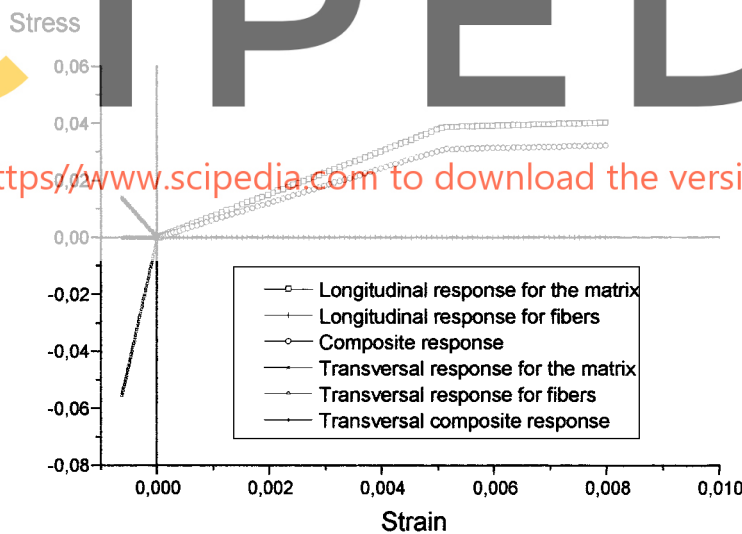 IPED
Stress
0,06
0,04
ttps//www.scipedia.com to download the versi
0,02
0,00
-0,02
-0,04
-0,06
-0,08
Longitudinal response for the matrix
Longitudinal response for fibers
Composite response
Transversal response for the matrix
Transversal response for fibers
Transversal composite response
0,000
0,002
0,004
0,006
0,008
0,010
Strain